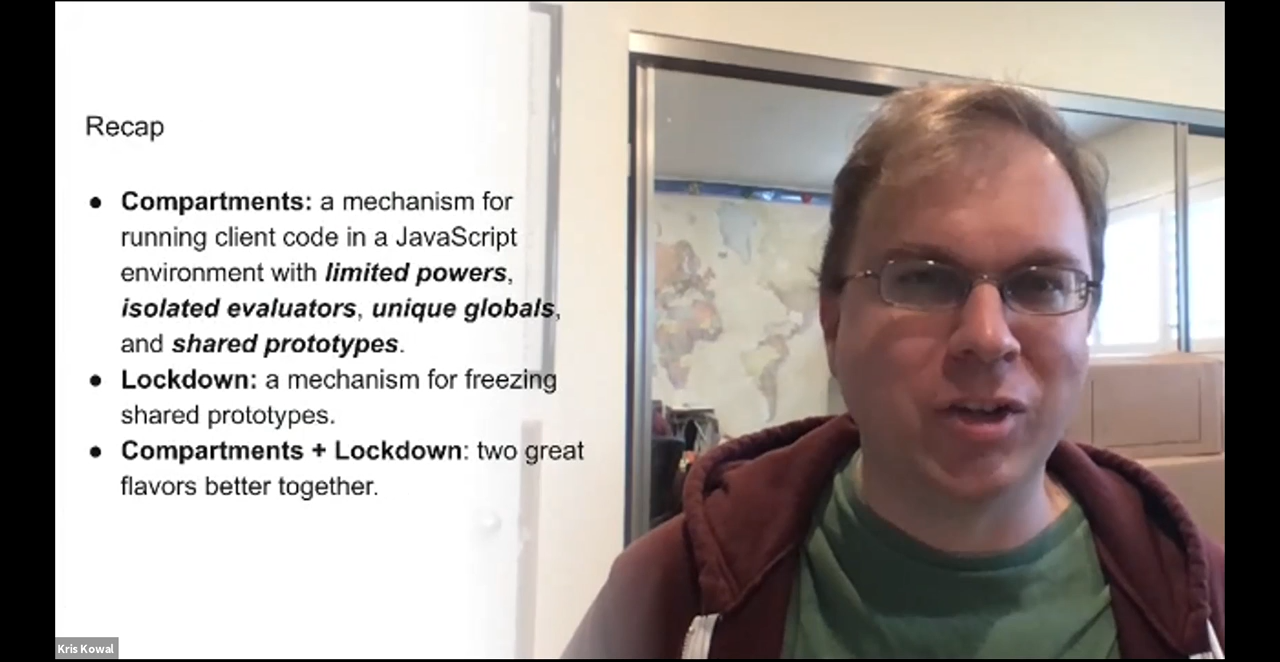 Recap
● Compartments: a mechanism for
running client code in a JavaScript
environment with limited powers,
isolated evaluators, unique globals,
and shared prototypes.
● Lockdown: a mechanism for freezing
shared prototypes.
● Compartments + Lockdown: two great
flavors better together.
Kris Kowal